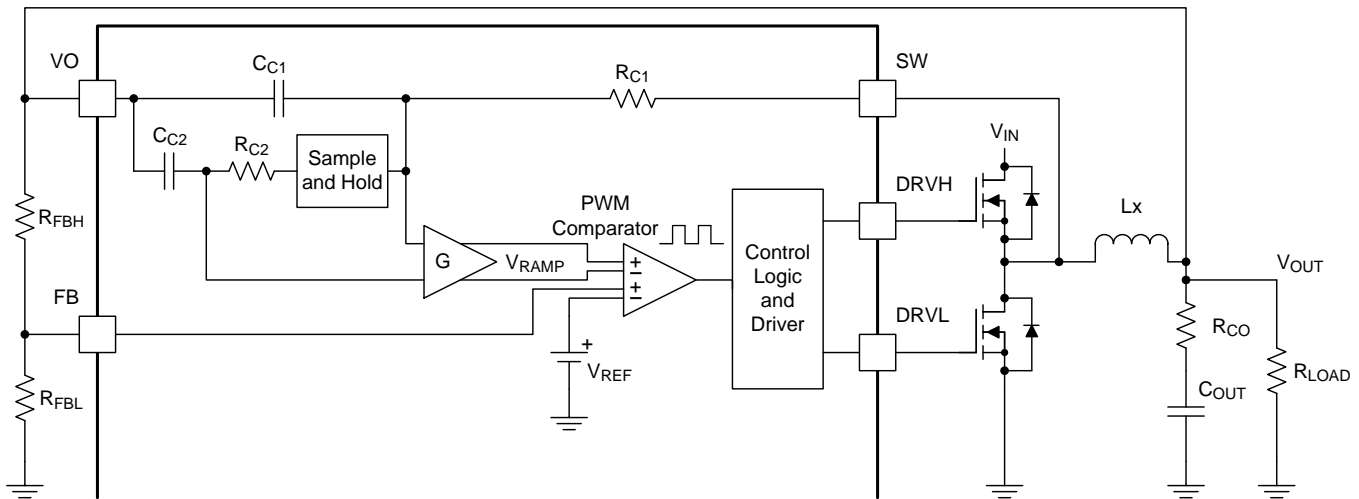 VO
SW
CC1
RC1
CC2
RC2
Sample
and Hold
VIN
DRVH
Lx
RFBH
PWM
Comparator
G
VRAMP
+
−
+
−
Control
Logic
and
Driver
VOUT
FB
DRVL
RCO
+
VREF
RFBL
RLOAD
COUT